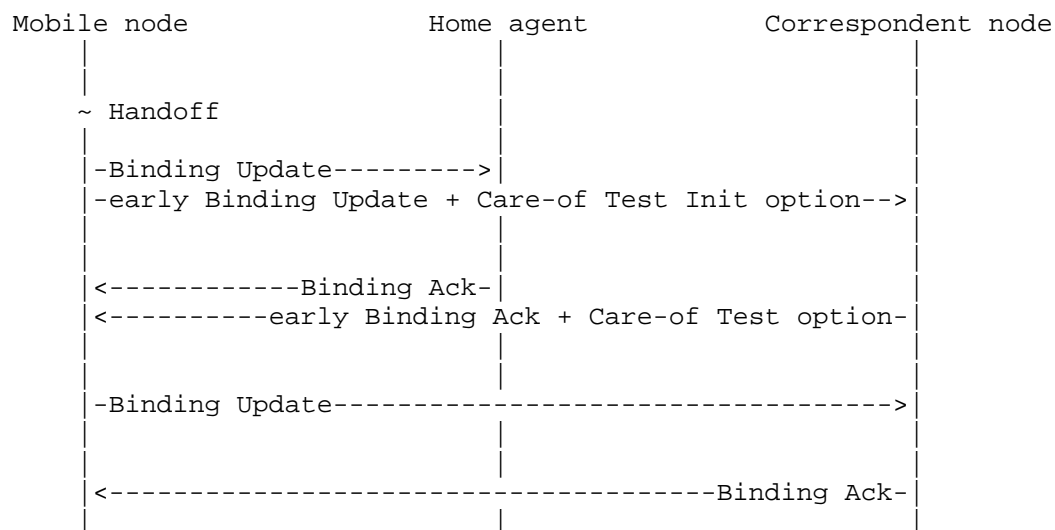 Mobile node Home agent Correspondent node
~ Handoff
-Binding Update--------->
-early Binding Update + Care-of Test Init option-->
<------------Binding Ack-
<----------early Binding Ack + Care-of Test option-
-Binding Update------------------------------->
<----------------------------------Binding Ack-